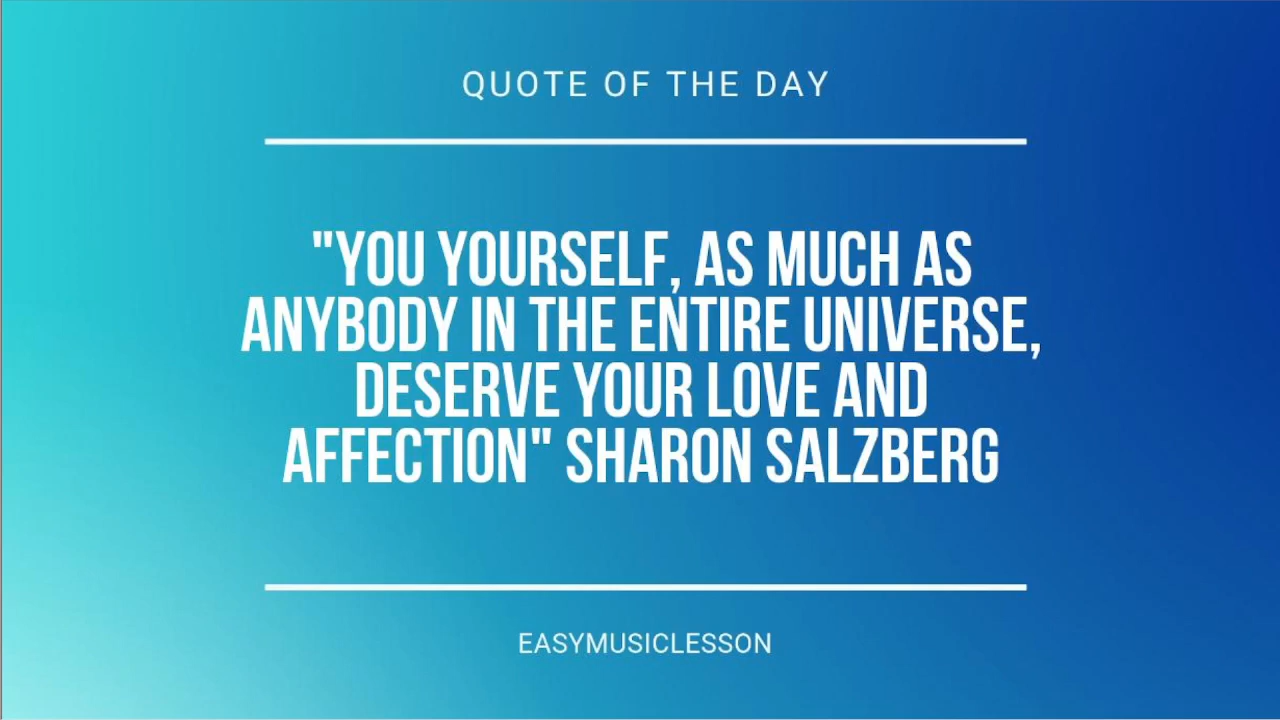 QUOTE OF THE DAY
"YOU YOURSELF, AS MUCH AS
ANYBODY IN THE ENTIRE UNIVERSE,
DESERVE YOUR LOVE AND
AFFECTION" SHARON SALZBERG
EASYMUSICLESSON